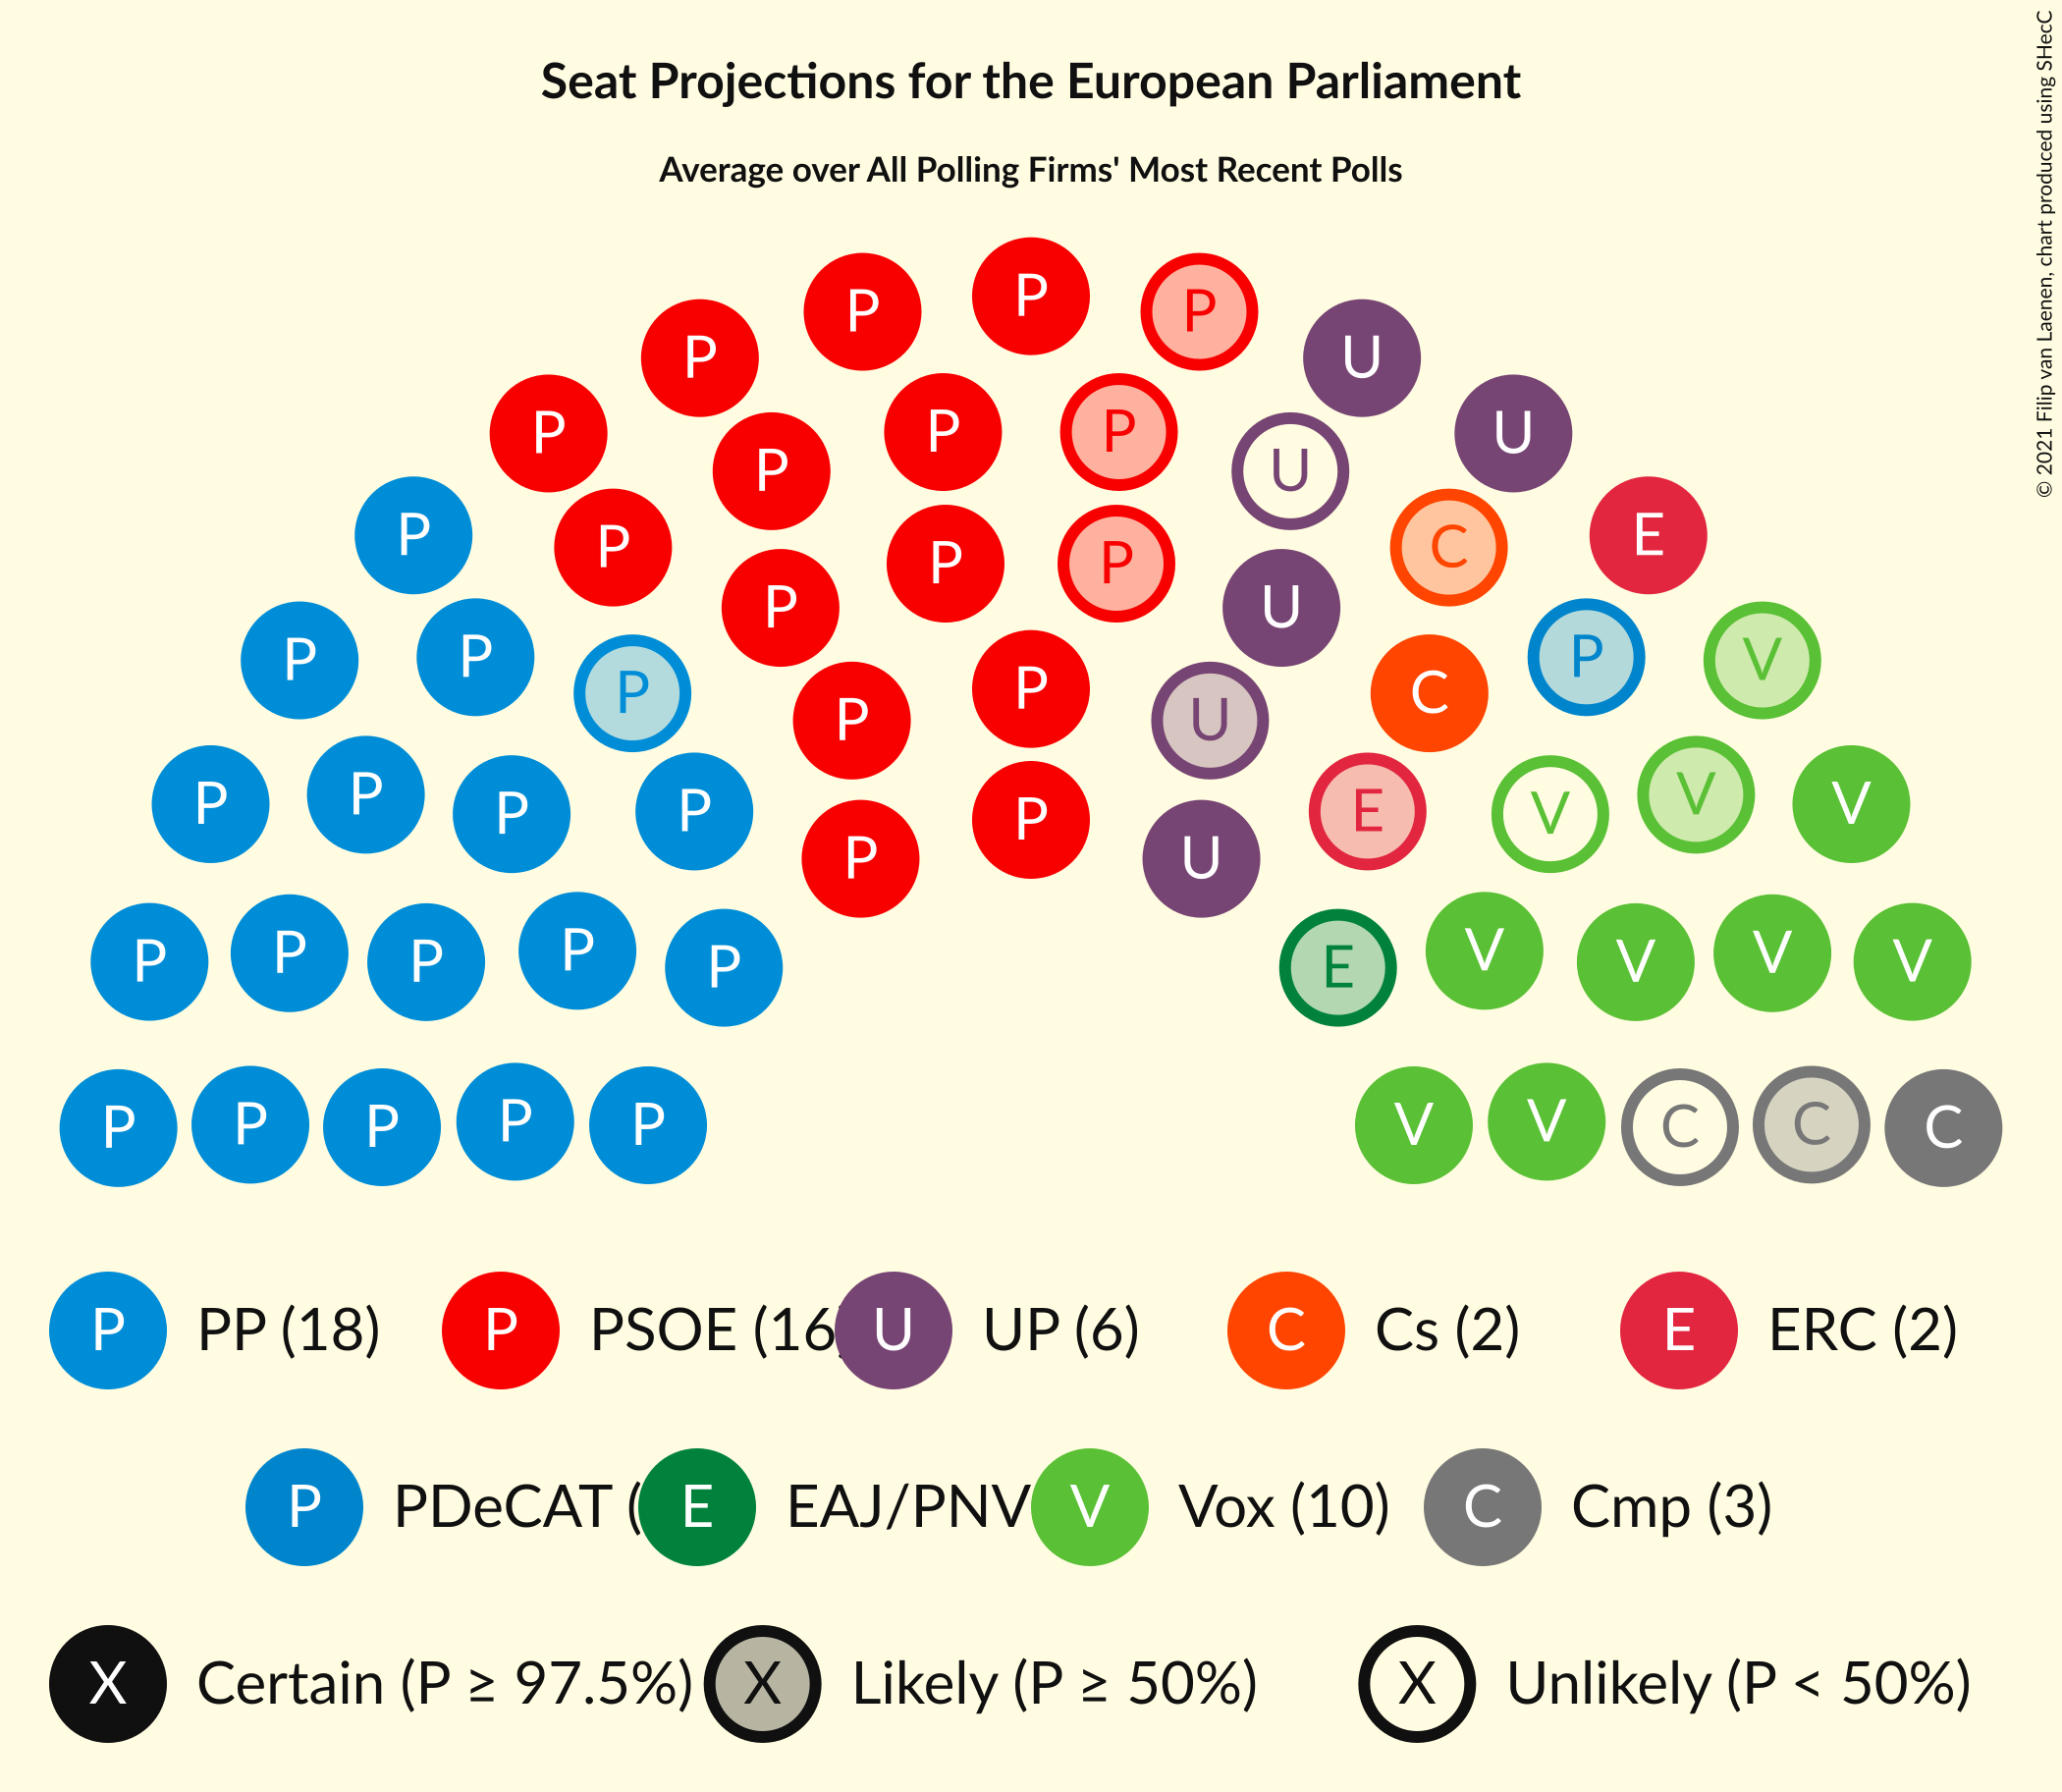 Seat Projections for the European Parliament
Average over All Polling Firms' Most Recent Polls
© 2021 Filip van Laenen, chart produced using SHecC
P P P
P U
P P P U
P U
P P P P C E
P U
P P P V
P P P U C
P P P P P E V V V
P U
P P P P P E V V V V
P P P P P V V C C C
P PP (18) P PSOE (16 U UP (6) C Cs (2) E ERC (2)
P PDeCAT ( E EAJ/PNV V Vox (10) C Cmp (3)
X Certain (P ≥ 97.5%) X Likely (P ≥ 50%) X Unlikely (P < 50%)